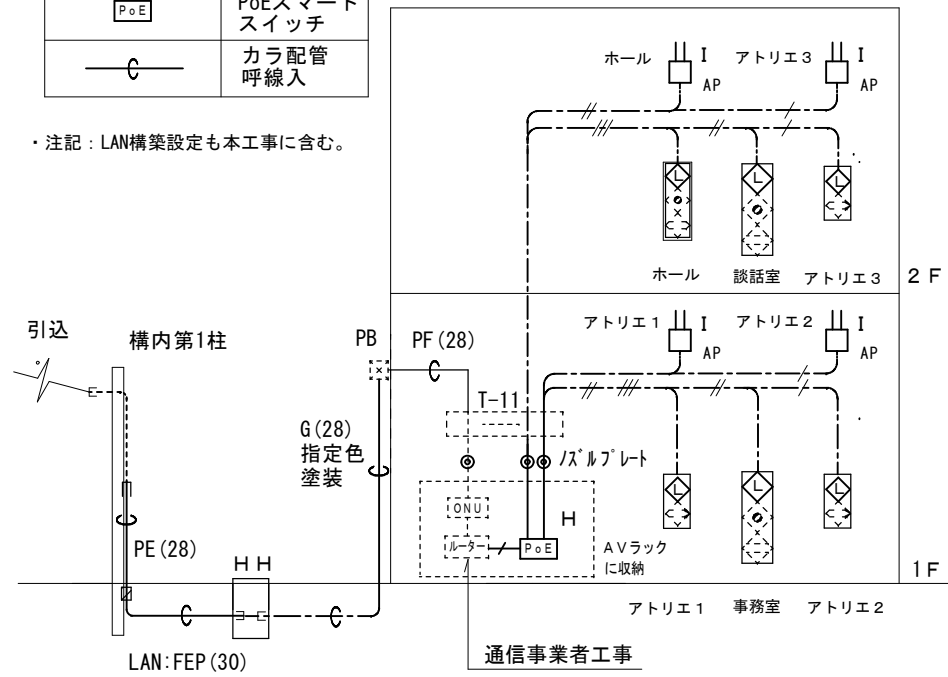 PoE
PoEスマート
スイッチ
カラ配管
呼線入
・注記：LAN構築設定も本工事に含む。
ホール
I
AP
アトリエ3
I
AP
L
L
L
ホール
談話室
アトリエ3
2F
アトリエ1
I
AP
アトリエ2
I
AP
引込
構内第1柱
PB
PF(28)
T-11
G(28)
指定色
塗装
ノズルプレート
L
L
L
ONU
H
ルーター
PoE
AVラック
に収納
PE(28)
HH
1F
アトリエ1
事務室
アトリエ2
LAN:FEP(30)
通信事業者工事